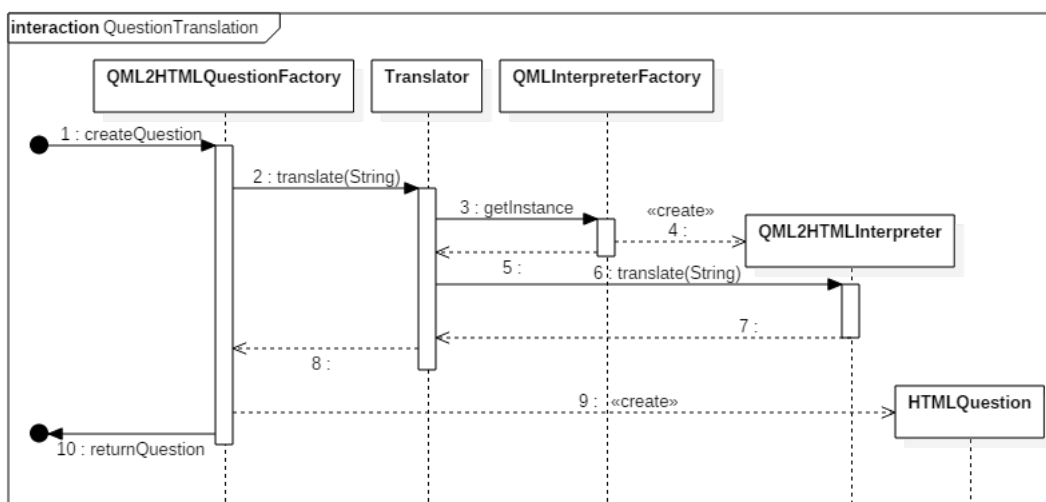 interaction QuestionTranslation
QML2HTMLQuestionFactory
Translator
QMLInterpreterFactory
1 : createQuestion
2 : translate(String)
3 : getInstance
«create»
4 :
QML2HTMLInterpreter
5 :
6 : translate(String)
7 :
8 :
9 : «create»
HTMLQuestion
10 : returnQuestion